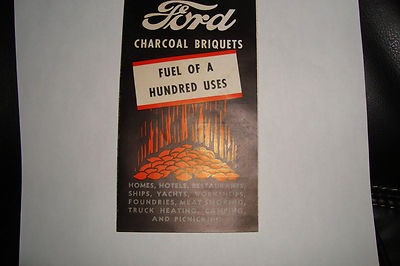 Ford
CHARCOAL BRIQUETS
FUEL OF A
HUNDRED USES
HOMES, HOTELS, RESTAURANTS,
SHIPS, YACHTS, WORKSHOPS,
FOUNDRIES, MEAT SMOKING,
TRUCK HEATING, CAMPING,
AND PICNICKING